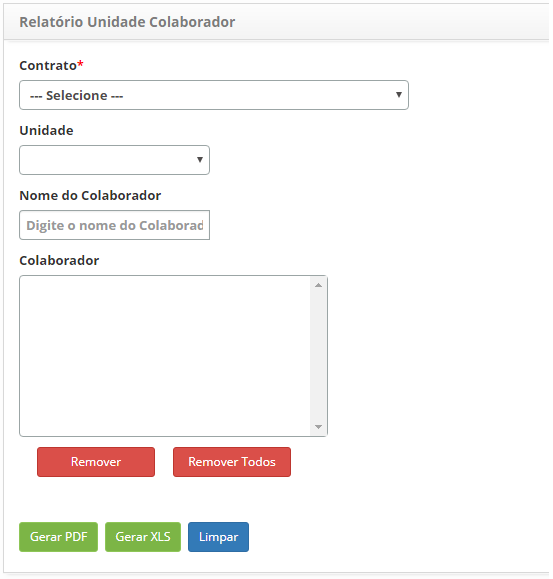 Relatório Unidade Colaborador
Contrato*
--- Selecione ---
Unidade
Nome do Colaborador
Digite o nome do Colaborad
Colaborador
Remover Remover Todos
Gerar PDF Gerar XLS Limpar